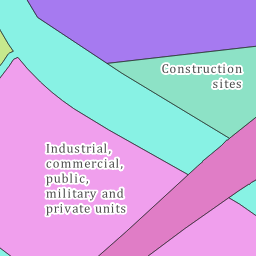 Construction
sites
Industrial,
commercial,
public,
military and
private units